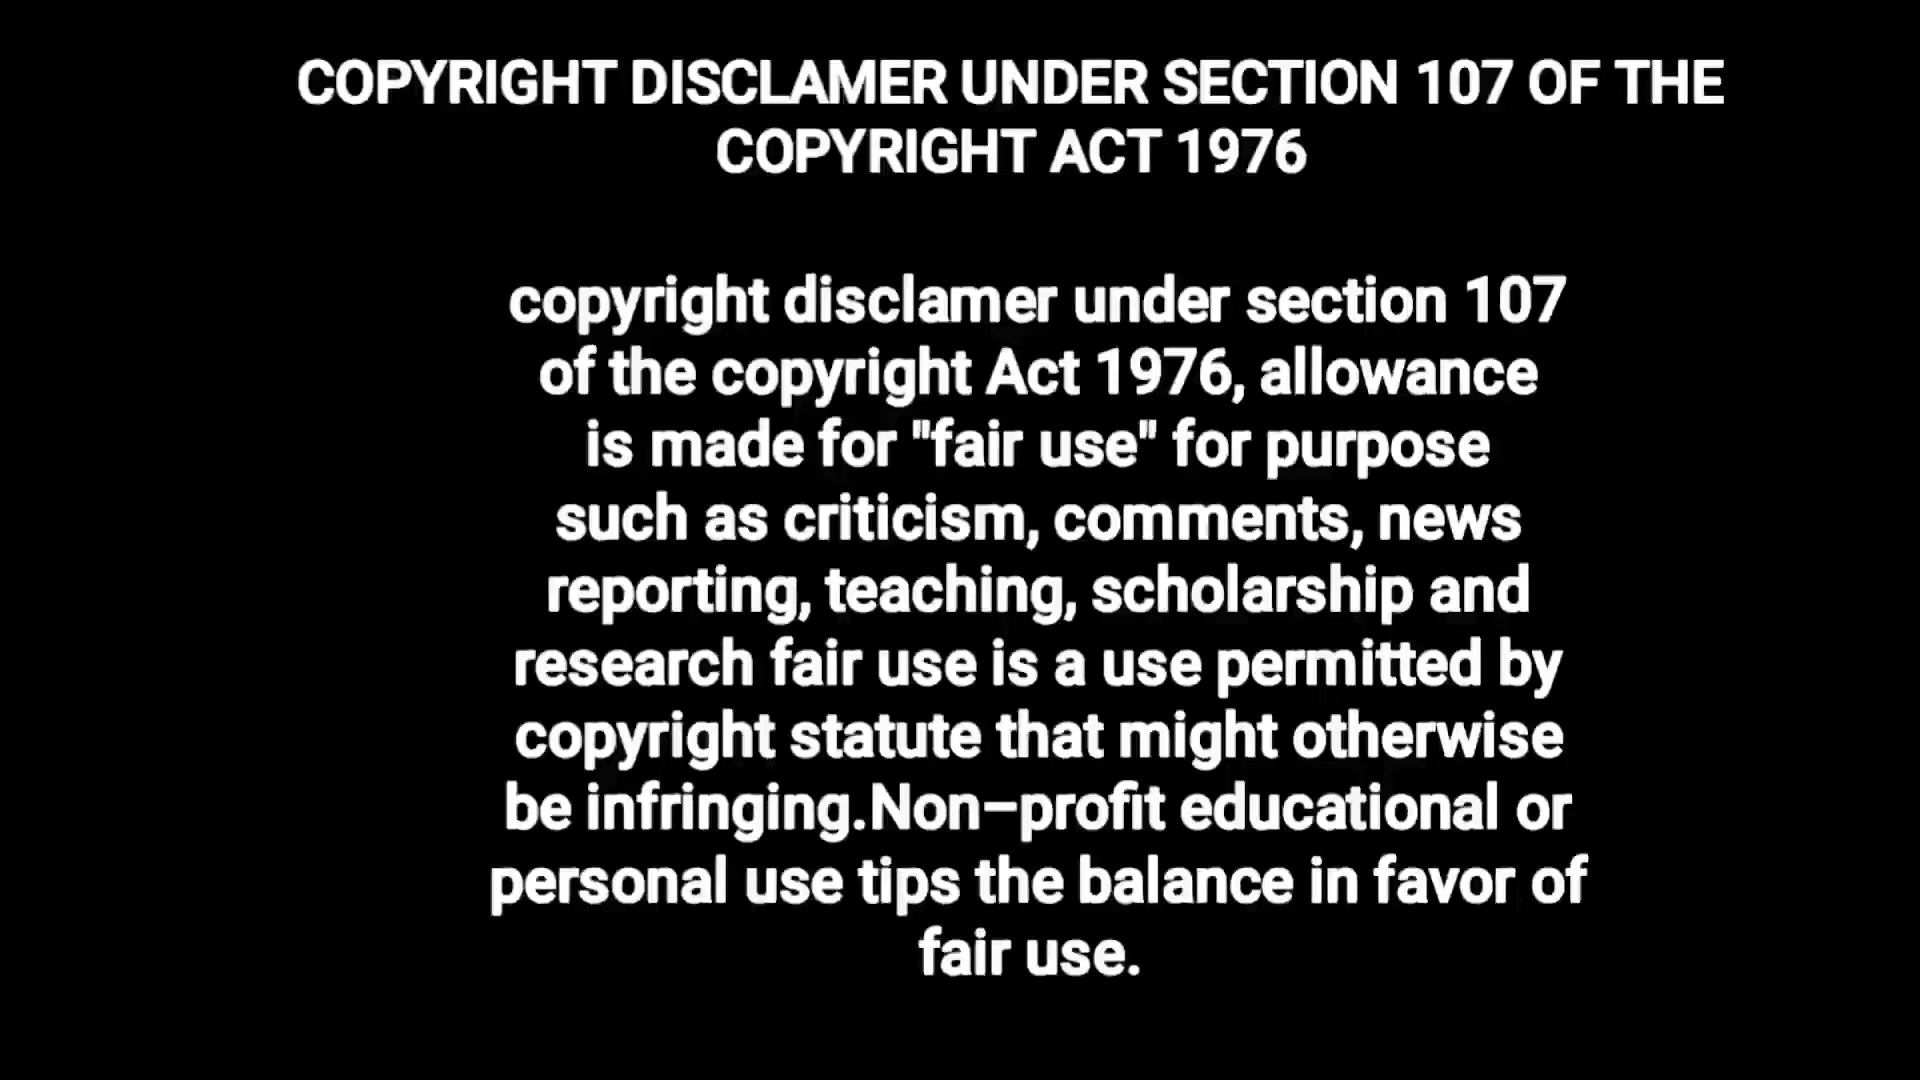 COPYRIGHT DISCLAMER UNDER SECTION 107 OF THE
COPYRIGHT ACT 1976
copyright disclamer under section 107
of the copyright Act 1976, allowance
is made for "fair use" for purpose
such as criticism, comments, news
reporting, teaching, scholarship and
research fair use is a use permitted by
copyright statute that might otherwise
be infringing.Non–profit educational or
personal use tips the balance in favor of
fair use.